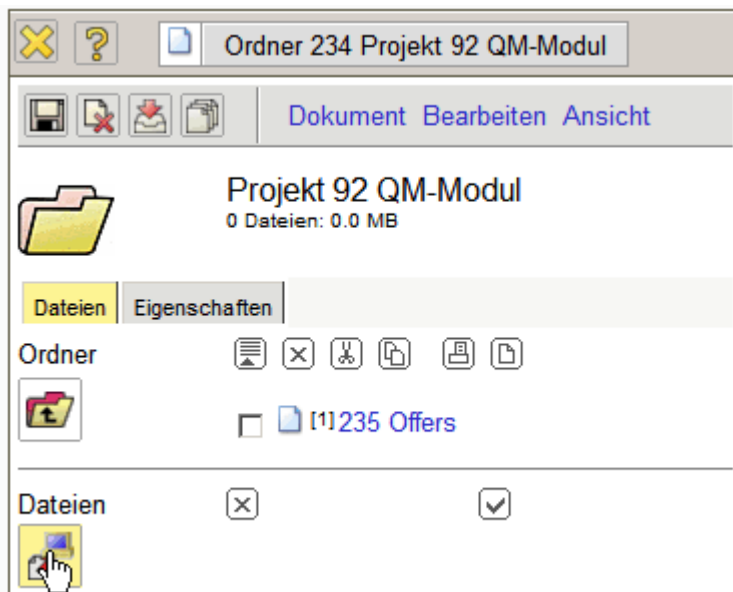 Ordner 234 Projekt 92 QM-Modul
Dokument Bearbeiten Ansicht
Projekt 92 QM-Modul
0 Dateien: 0.0 MB
Dateien Eigenschaften
Ordner
[1] 235 Offers
Dateien